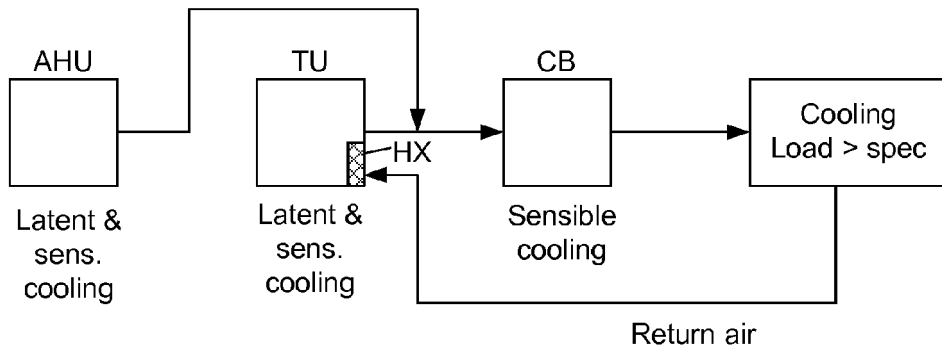 AHU
TU
CB
Cooling
Load > spec
HX
Latent &
sens.
cooling
Latent &
sens.
cooling
Sensible
cooling
Return air